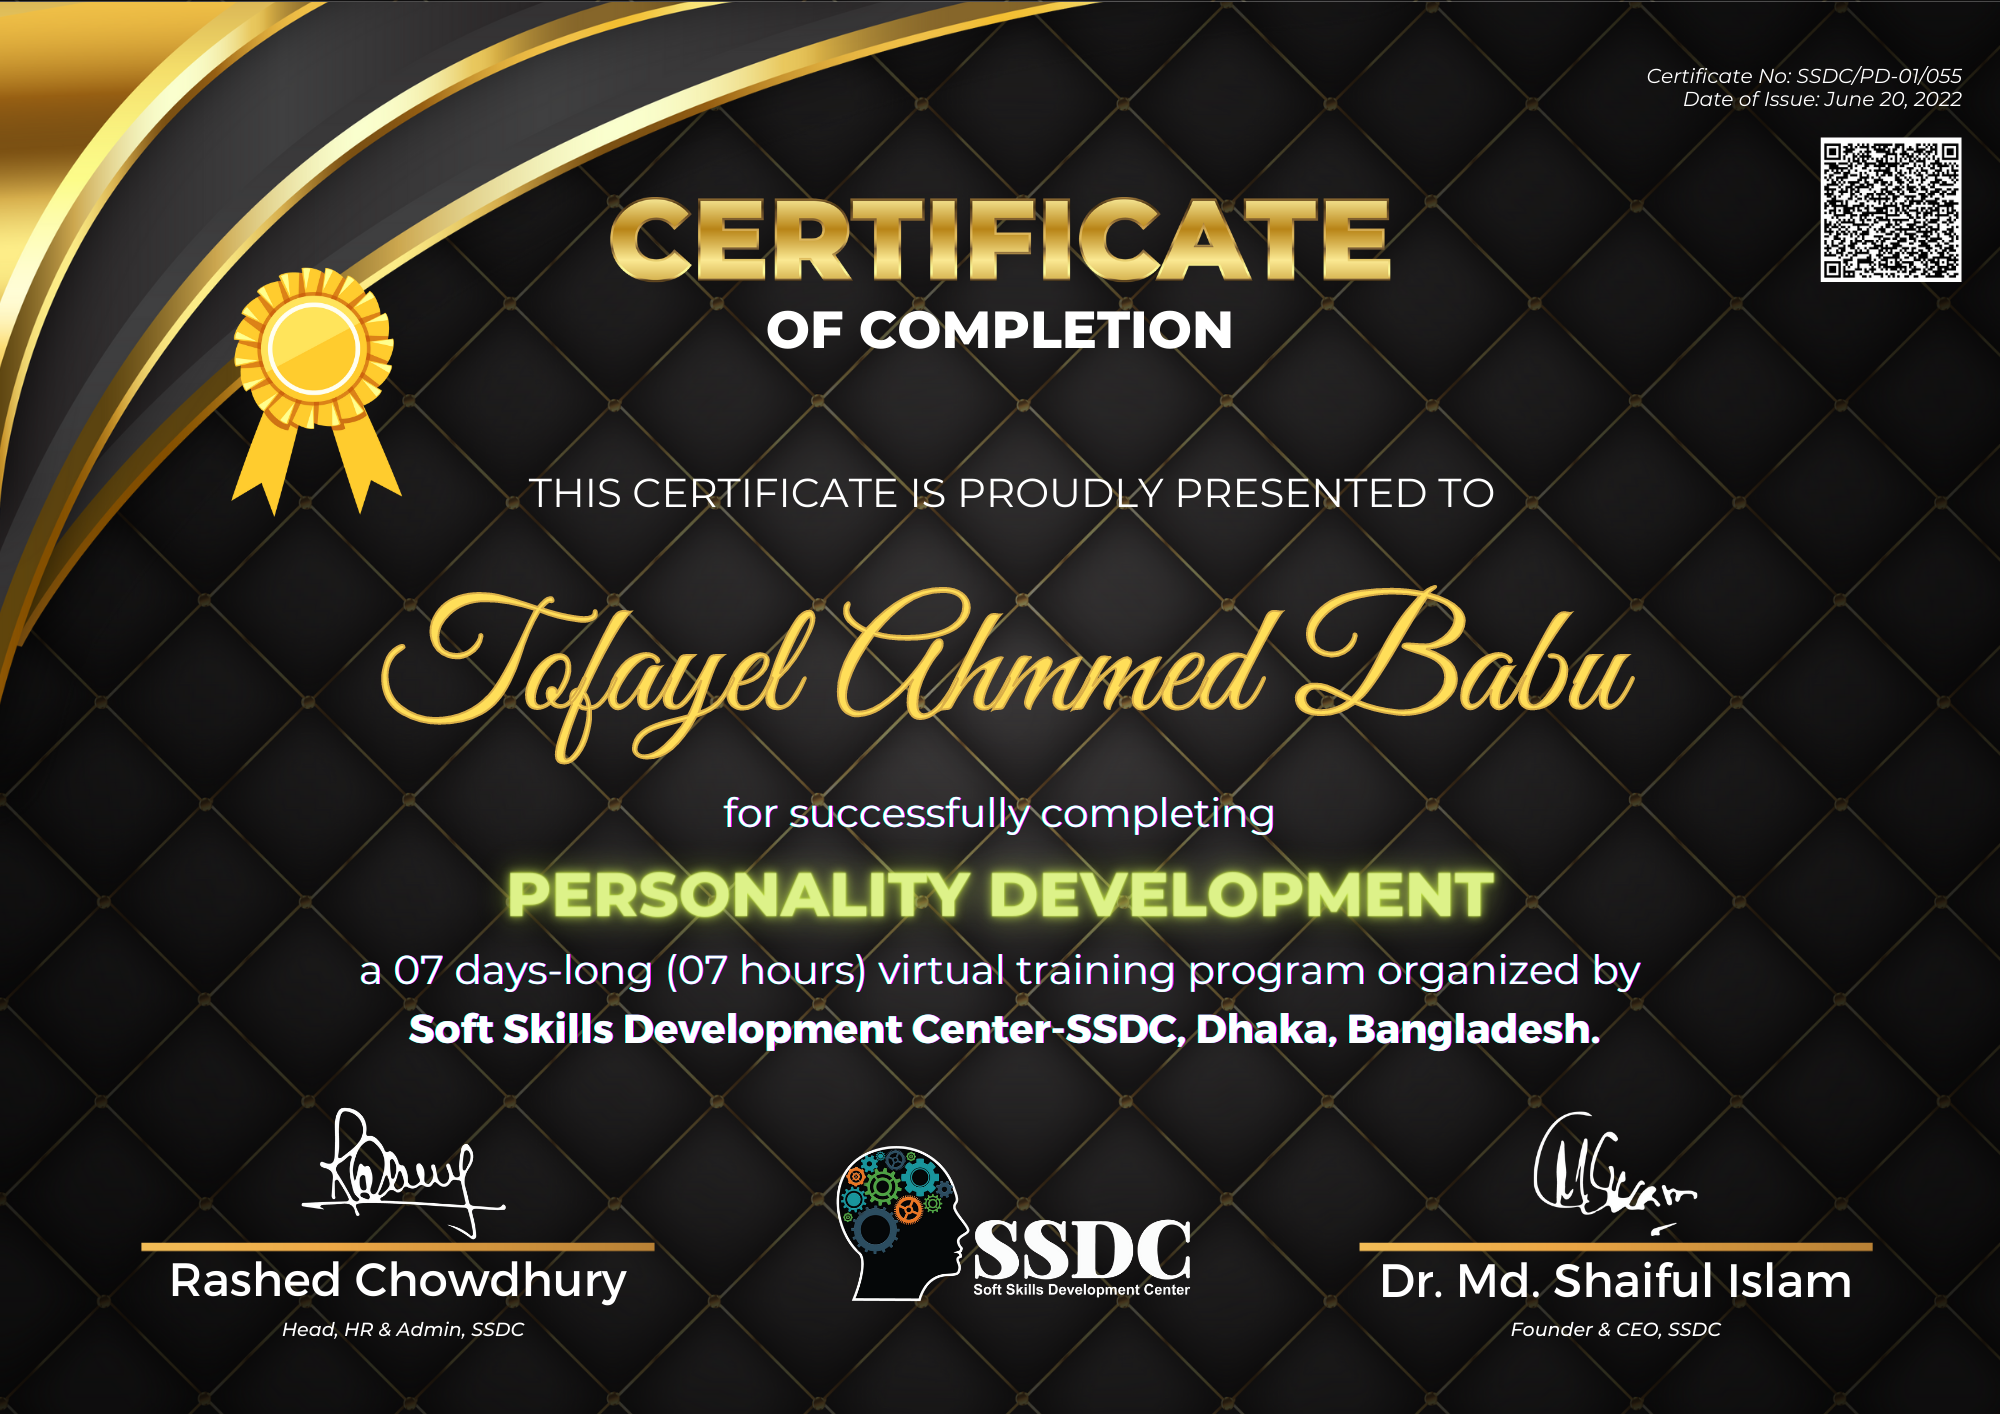 Certificate No: SSDC/PD-01/055
Date of Issue: June 20, 2022
CERTIFICATE
OF COMPLETION
THIS CERTIFICATE IS PROUDLY PRESENTED TO
Tofayel Ahmmed Babu
for successfully completing
PERSONALITY DEVELOPMENT
a 07 days-long (07 hours) virtual training program organized by
Soft Skills Development Center-SSDC, Dhaka, Bangladesh.
SSDC
Soft Skills Development Center
Rashed Chowdhury
Head, HR & Admin, SSDC
Dr. Md. Shaiful Islam
Founder & CEO, SSDC